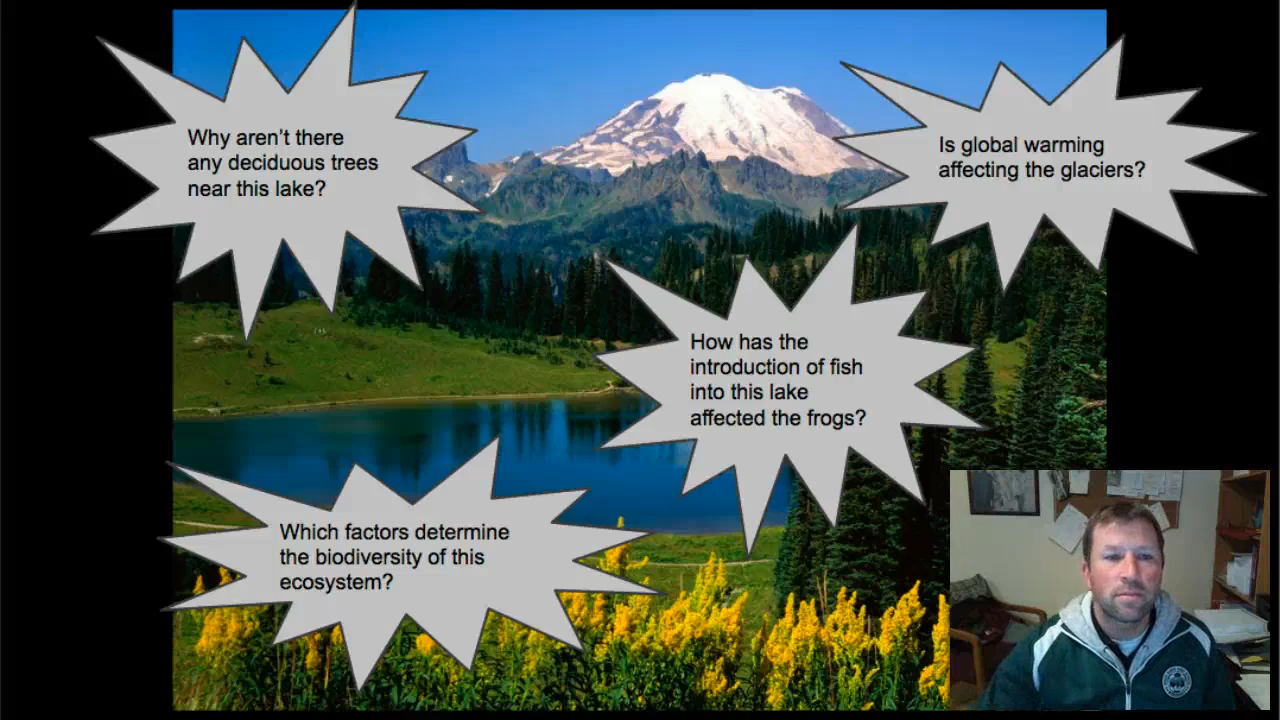 Why aren’t there
any deciduous trees
near this lake?
Is global warming
affecting the glaciers?
How has the
introduction of fish
into this lake
affected the frogs?
Which factors determine
the biodiversity of this
ecosystem?